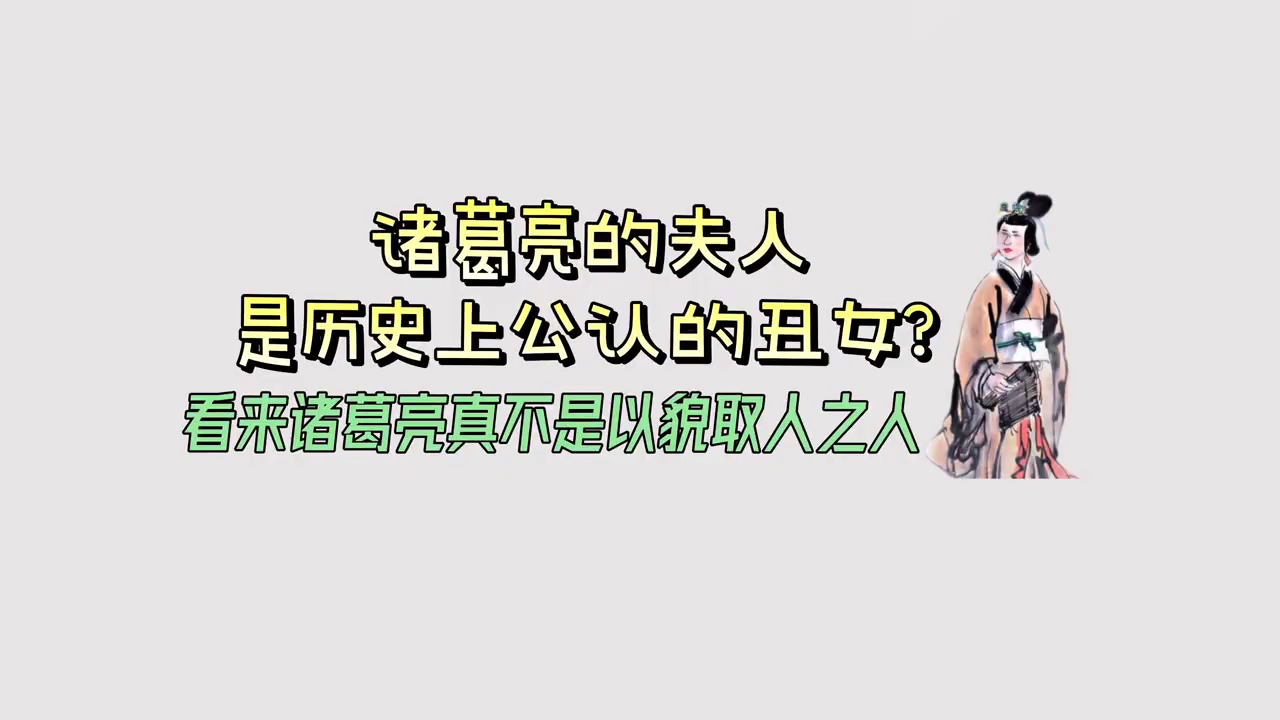 诸葛亮的夫人
是历史上公认的丑女?
看来诸葛亮真不是以貌取人之人